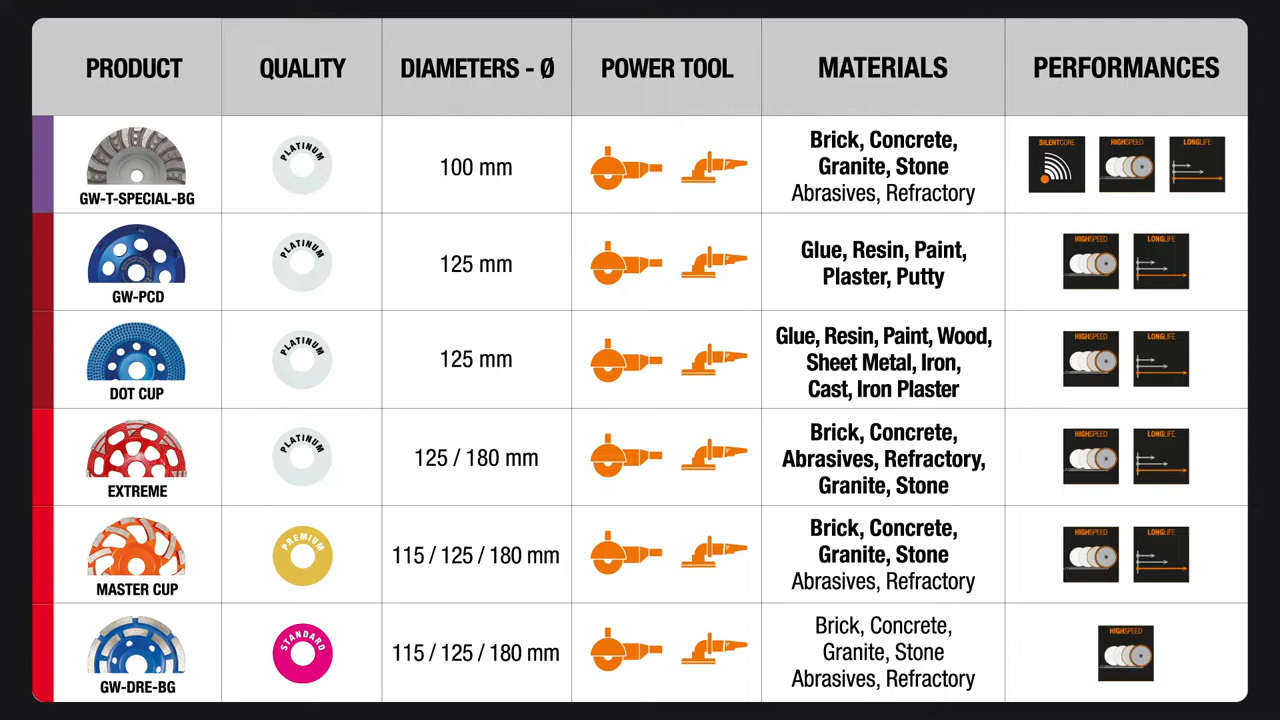 PRODUCT QUALITY DIAMETERS - Ø POWER TOOL MATERIALS PERFORMANCES
GW-T-SPECIAL-BG
PLATINUM
100 mm
Brick, Concrete,
Granite, Stone
Abrasives, Refractory
SILENTCORE
HIGHSPEED
LONGLIFE
GW-PCD
PLATINUM
125 mm
Glue, Resin, Paint,
Plaster, Putty
HIGHSPEED
LONGLIFE
DOT CUP
PLATINUM
125 mm
Glue, Resin, Paint, Wood,
Sheet Metal, Iron,
Cast, Iron Plaster
HIGHSPEED
LONGLIFE
EXTREME
PLATINUM
125 / 180 mm
Brick, Concrete,
Abrasives, Refractory,
Granite, Stone
HIGHSPEED
LONGLIFE
MASTER CUP
PREMIUM
115 / 125 / 180 mm
Brick, Concrete,
Granite, Stone
Abrasives, Refractory
HIGHSPEED
LONGLIFE
GW-DRE-BG
STANDARD
115 / 125 / 180 mm
Brick, Concrete,
Granite, Stone
Abrasives, Refractory
HIGHSPEED